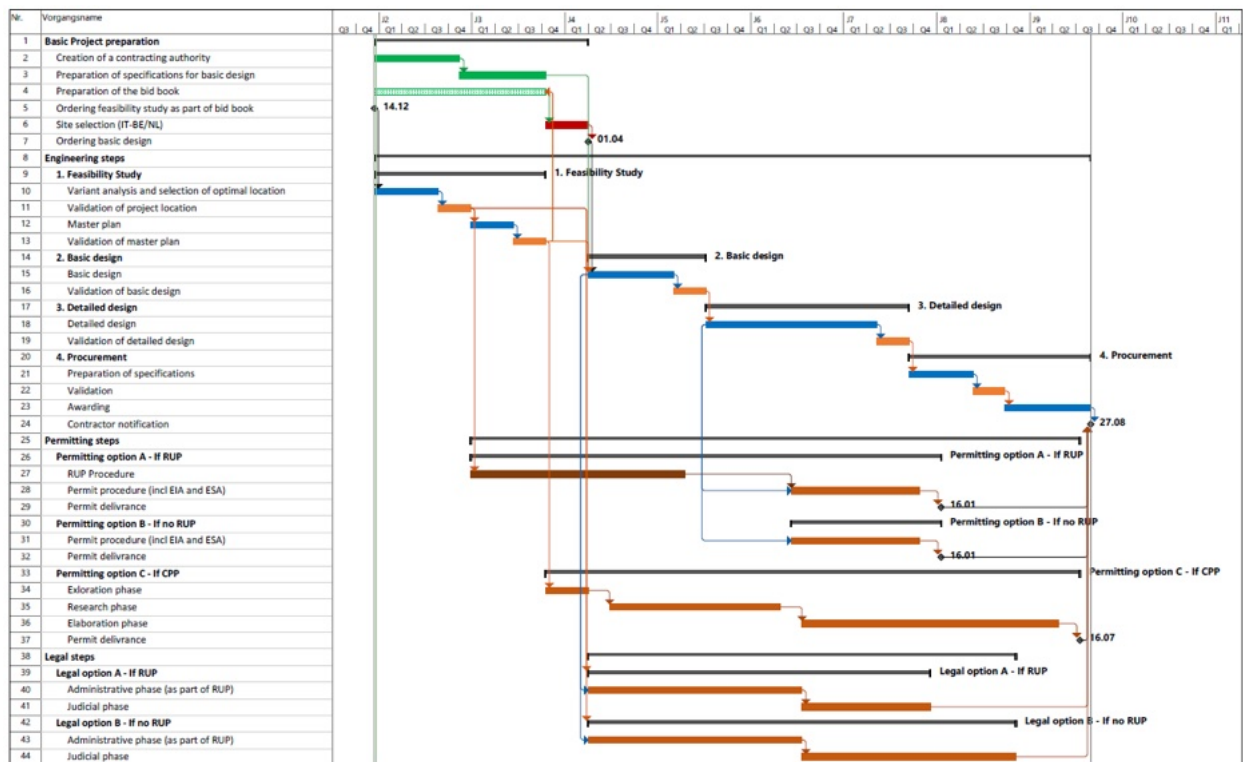 Nr. Vorgangsname J2 J3 J4 J5 J6 J7 J8 J9 J10 J11
Q3 Q4 Q1 Q2 Q3 Q4 Q1 Q2 Q3 Q4 Q1 Q2 Q3 Q4 Q1 Q2 Q3 Q4 Q1 Q2 Q3 Q4 Q1 Q2 Q3 Q4 Q1 Q2 Q3 Q4 Q1 Q2 Q3 Q4 Q1 Q2 Q3 Q4 Q1
1 Basic Project preparation
2 Creation of a contracting authority
3 Preparation of specifications for basic design
4 Preparation of the bid book
5 Ordering feasibility study as part of bid book 14.12
6 Site selection (IT-BE/NL)
7 Ordering basic design 01.04
8 Engineering steps
9 1. Feasibility Study 1. Feasibility Study
10 Variant analysis and selection of optimal location
11 Validation of project location
12 Master plan
13 Validation of master plan
14 2. Basic design 2. Basic design
15 Basic design
16 Validation of basic design
17 3. Detailed design 3. Detailed design
18 Detailed design
19 Validation of detailed design
20 4. Procurement 4. Procurement
21 Preparation of specifications
22 Validation
23 Awarding
24 Contractor notification 27.08
25 Permitting steps
26 Permitting option A - If RUP Permitting option A - If RUP
27 RUP Procedure
28 Permit procedure (incl EIA and ESA)
29 Permit delivrance 16.01
30 Permitting option B - If no RUP Permitting option B - If no RUP
31 Permit procedure (incl EIA and ESA)
32 Permit delivrance 16.01
33 Permitting option C - If CPP Permitting option C - If CPP
34 Exloration phase
35 Research phase
36 Elaboration phase
37 Permit delivrance 16.07
38 Legal steps
39 Legal option A - If RUP Legal option A - If RUP
40 Administrative phase (as part of RUP)
41 Judicial phase
42 Legal option B - If no RUP Legal option B - If no RUP
43 Administrative phase (as part of RUP)
44 Judicial phase